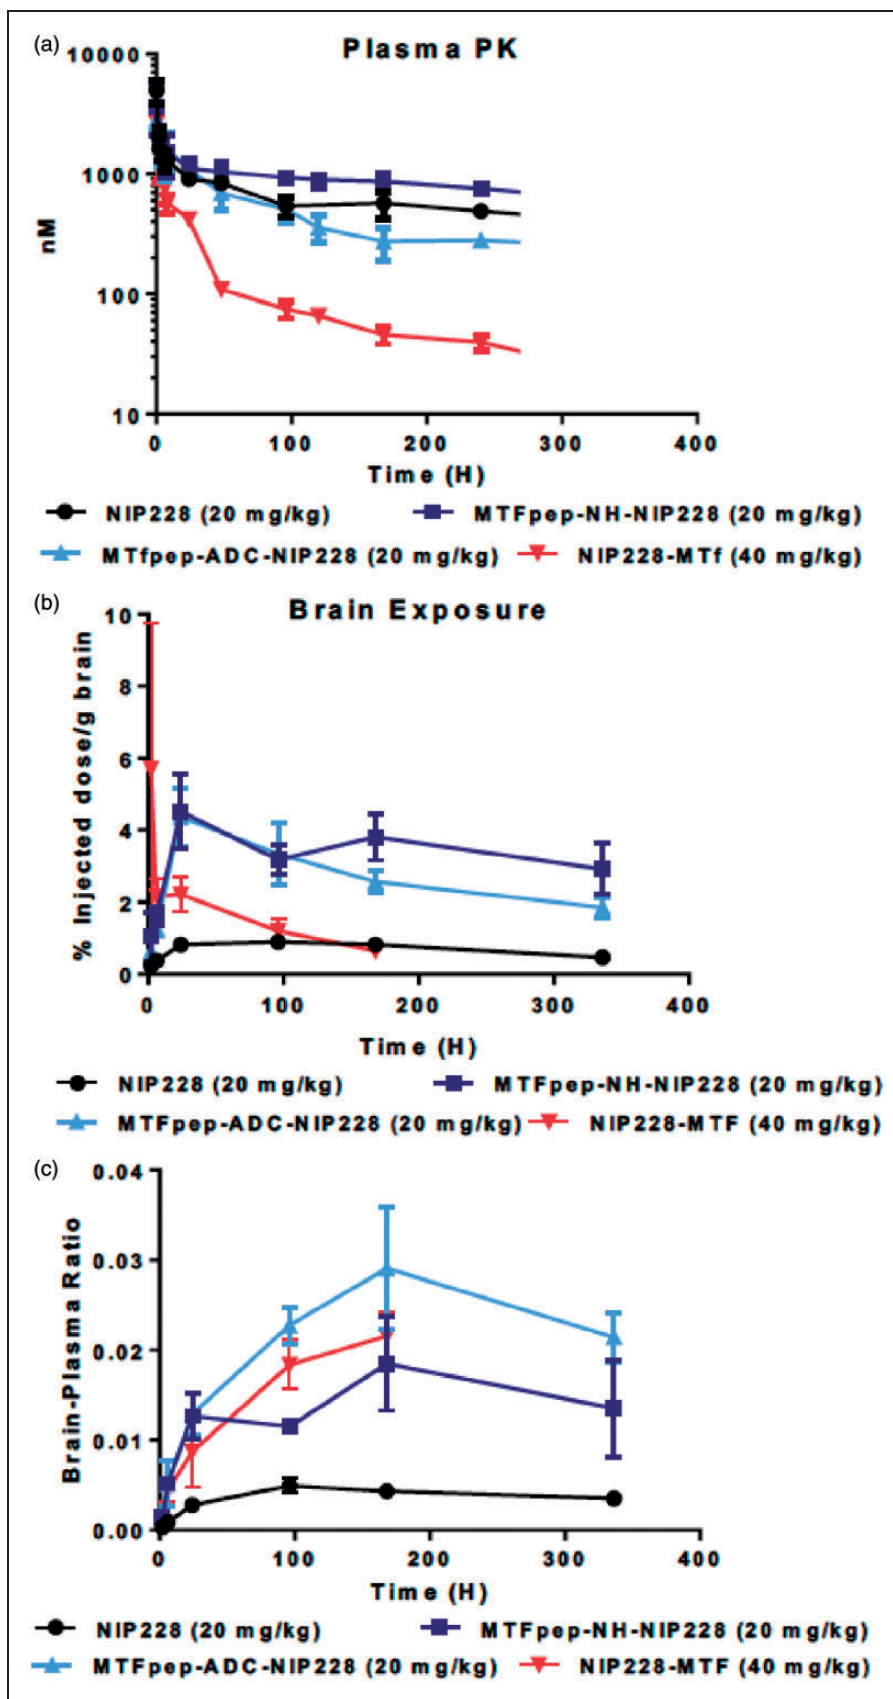 (a)
Plasma PK
10000
1000
100
10
nM
0 100 200 300 400
Time (H)
NIP228 (20 mg/kg) MTFpep-NH-NIP228 (20 mg/kg)
MTfpep-ADC-NIP228 (20 mg/kg) NIP228-MTf (40 mg/kg)
(b)
Brain Exposure
10
8
6
4
2
0
% Injected dose/g brain
0 100 200 300 400
Time (H)
NIP228 (20 mg/kg) MTFpep-NH-NIP228 (20 mg/kg)
MTFpep-ADC-NIP228 (20 mg/kg) NIP228-MTF (40 mg/kg)
(c)
0.04
0.03
0.02
0.01
0.00
Brain-Plasma Ratio
0 100 200 300 400
Time (H)
NIP228 (20 mg/kg) MTFpep-NH-NIP228 (20 mg/kg)
MTFpep-ADC-NIP228 (20 mg/kg) NIP228-MTF (40 mg/kg)